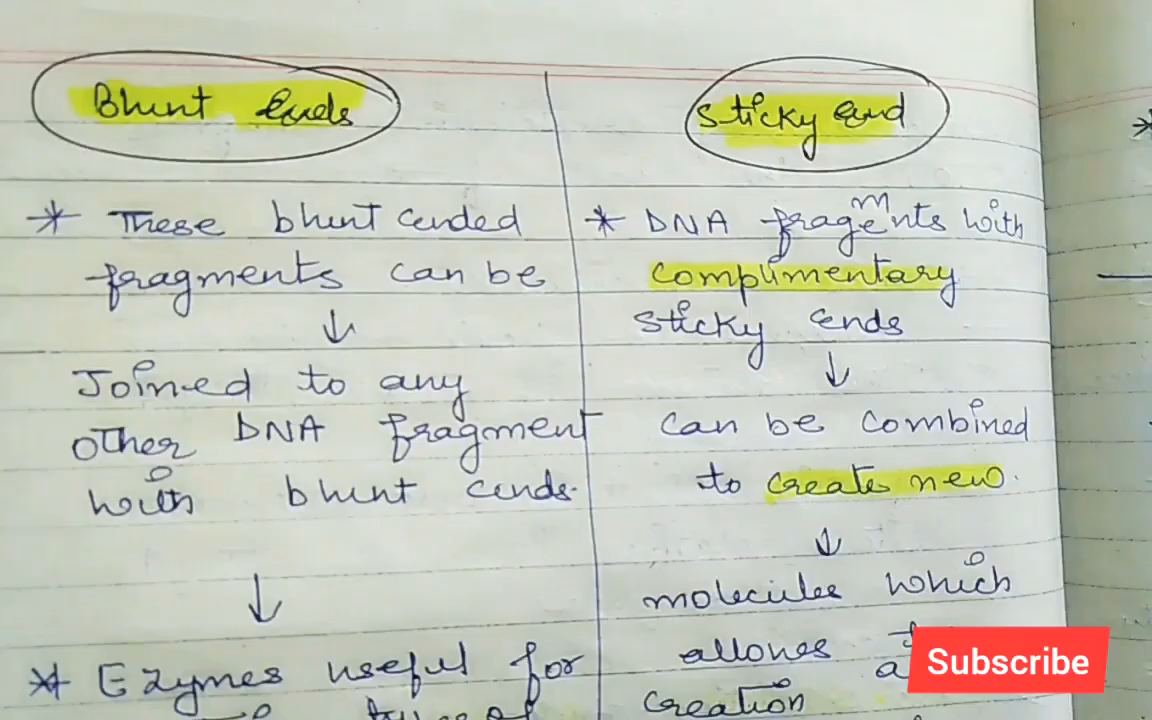 Blunt Ends
Sticky end
* These blunt ended
fragments can be
↓
Joined to any
other DNA fragment
with blunt ends.
↓
* Ezymes useful for
* DNA fragments with
complimentary
sticky ends
↓
can be combined
to create new.
↓
molecules which
allowes
creation
Subscribe